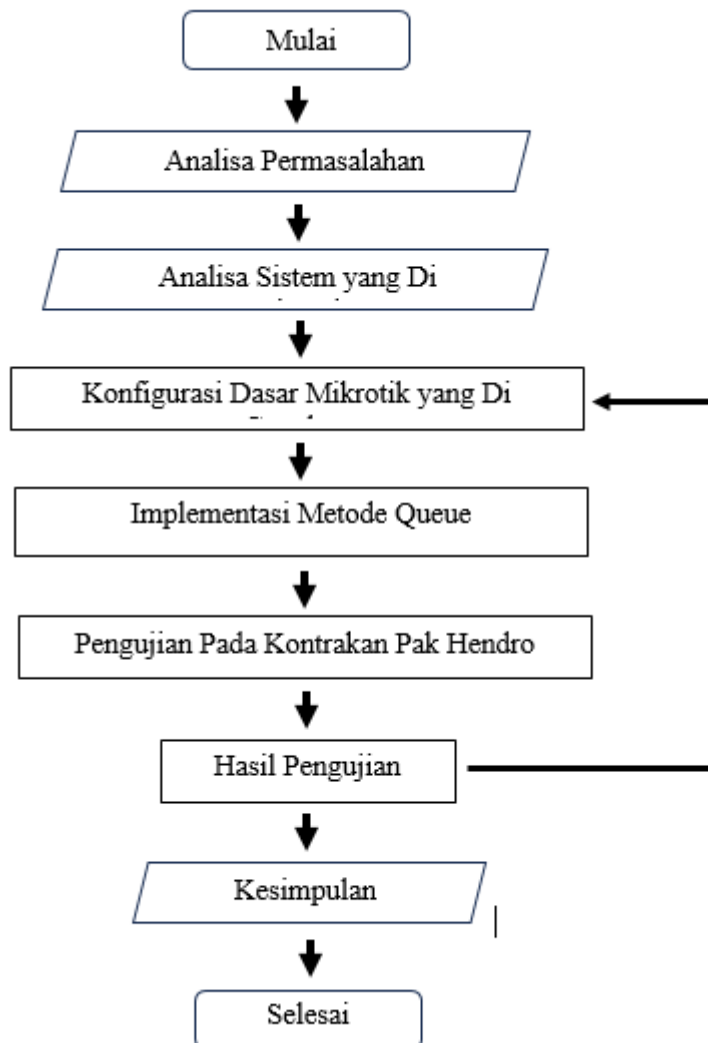 Mulai
Analisa Permasalahan
Analisa Sistem yang Di
Konfigurasi Dasar Mikrotik yang Di
Implementasi Metode Queue
Pengujian Pada Kontrakan Pak Hendro
Hasil Pengujian
Kesimpulan
Selesai